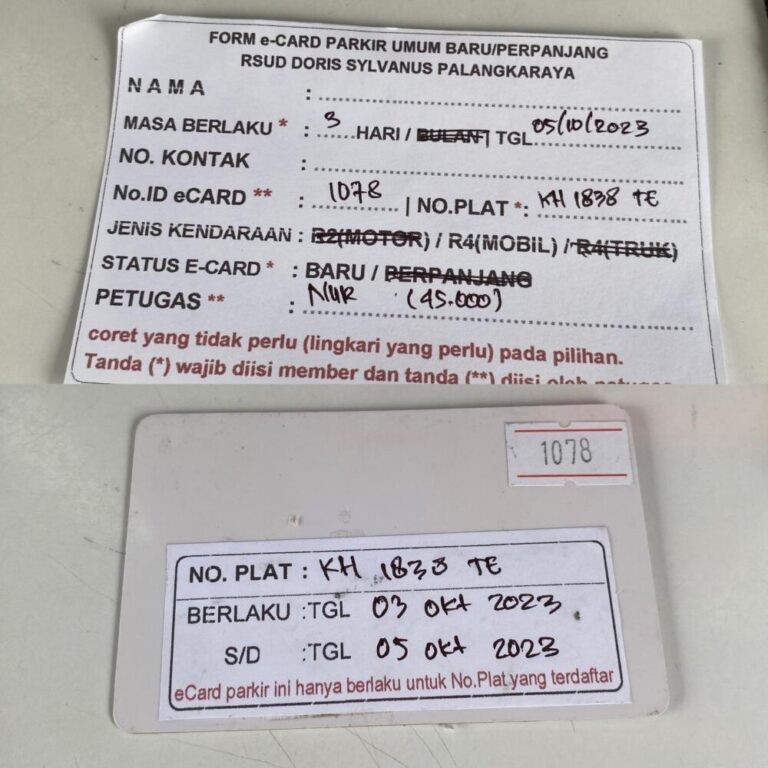 FORM e-CARD PARKIR UMUM BARU/PERPANJANG
RSUD DORIS SYLVANUS PALANGKARAYA
NAMA :
MASA BERLAKU * : 3 HARI / BULAN | TGL 05/10/2023
NO. KONTAK :
No.ID eCARD ** : 1078 | NO.PLAT *: KH 1838 TE
JENIS KENDARAAN : R2(MOTOR) / R4(MOBIL) / R4(TRUK)
STATUS E-CARD * : BARU / PERPANJANG
PETUGAS ** : NUR (45.000)
coret yang tidak perlu (lingkari yang perlu) pada pilihan.
Tanda (*) wajib diisi member dan tanda (**) diisi oleh petugas
1078
NO. PLAT : KH 1838 TE
BERLAKU :TGL 03 Okt 2023
S/D :TGL 05 Okt 2023
eCard parkir ini hanya berlaku untuk No.Plat yang terdaftar